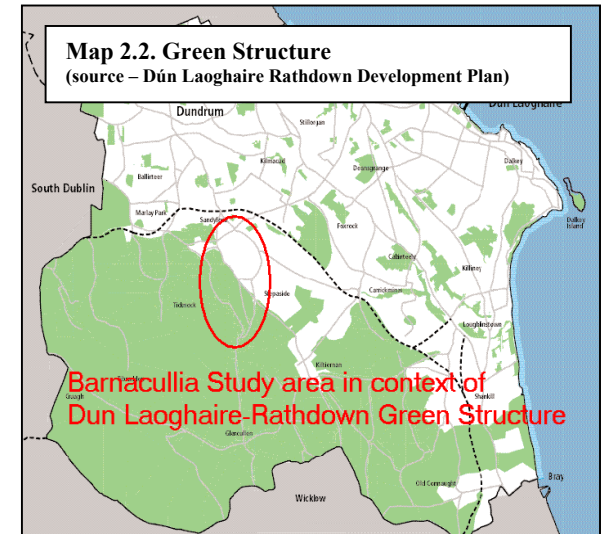 Map 2.2. Green Structure
(source – Dún Laoghaire Rathdown Development Plan)
Dun Laoghaire
Dundrum
Stillorgan
Kilmacud
Deansgrange
Dalkey
Ballinteer
South Dublin
Marlay Park
Sandyford
Foxrock
Dalkey
Island
Cabinteely
Killiney
Stepaside
Carrickmines
Ticknock
Loughlinstown
Kilternan
Barnacullia Study area in context of
Dun Laoghaire-Rathdown Green Structure
Shankill
Glencullen
Old Connaught
Bray
Wicklow